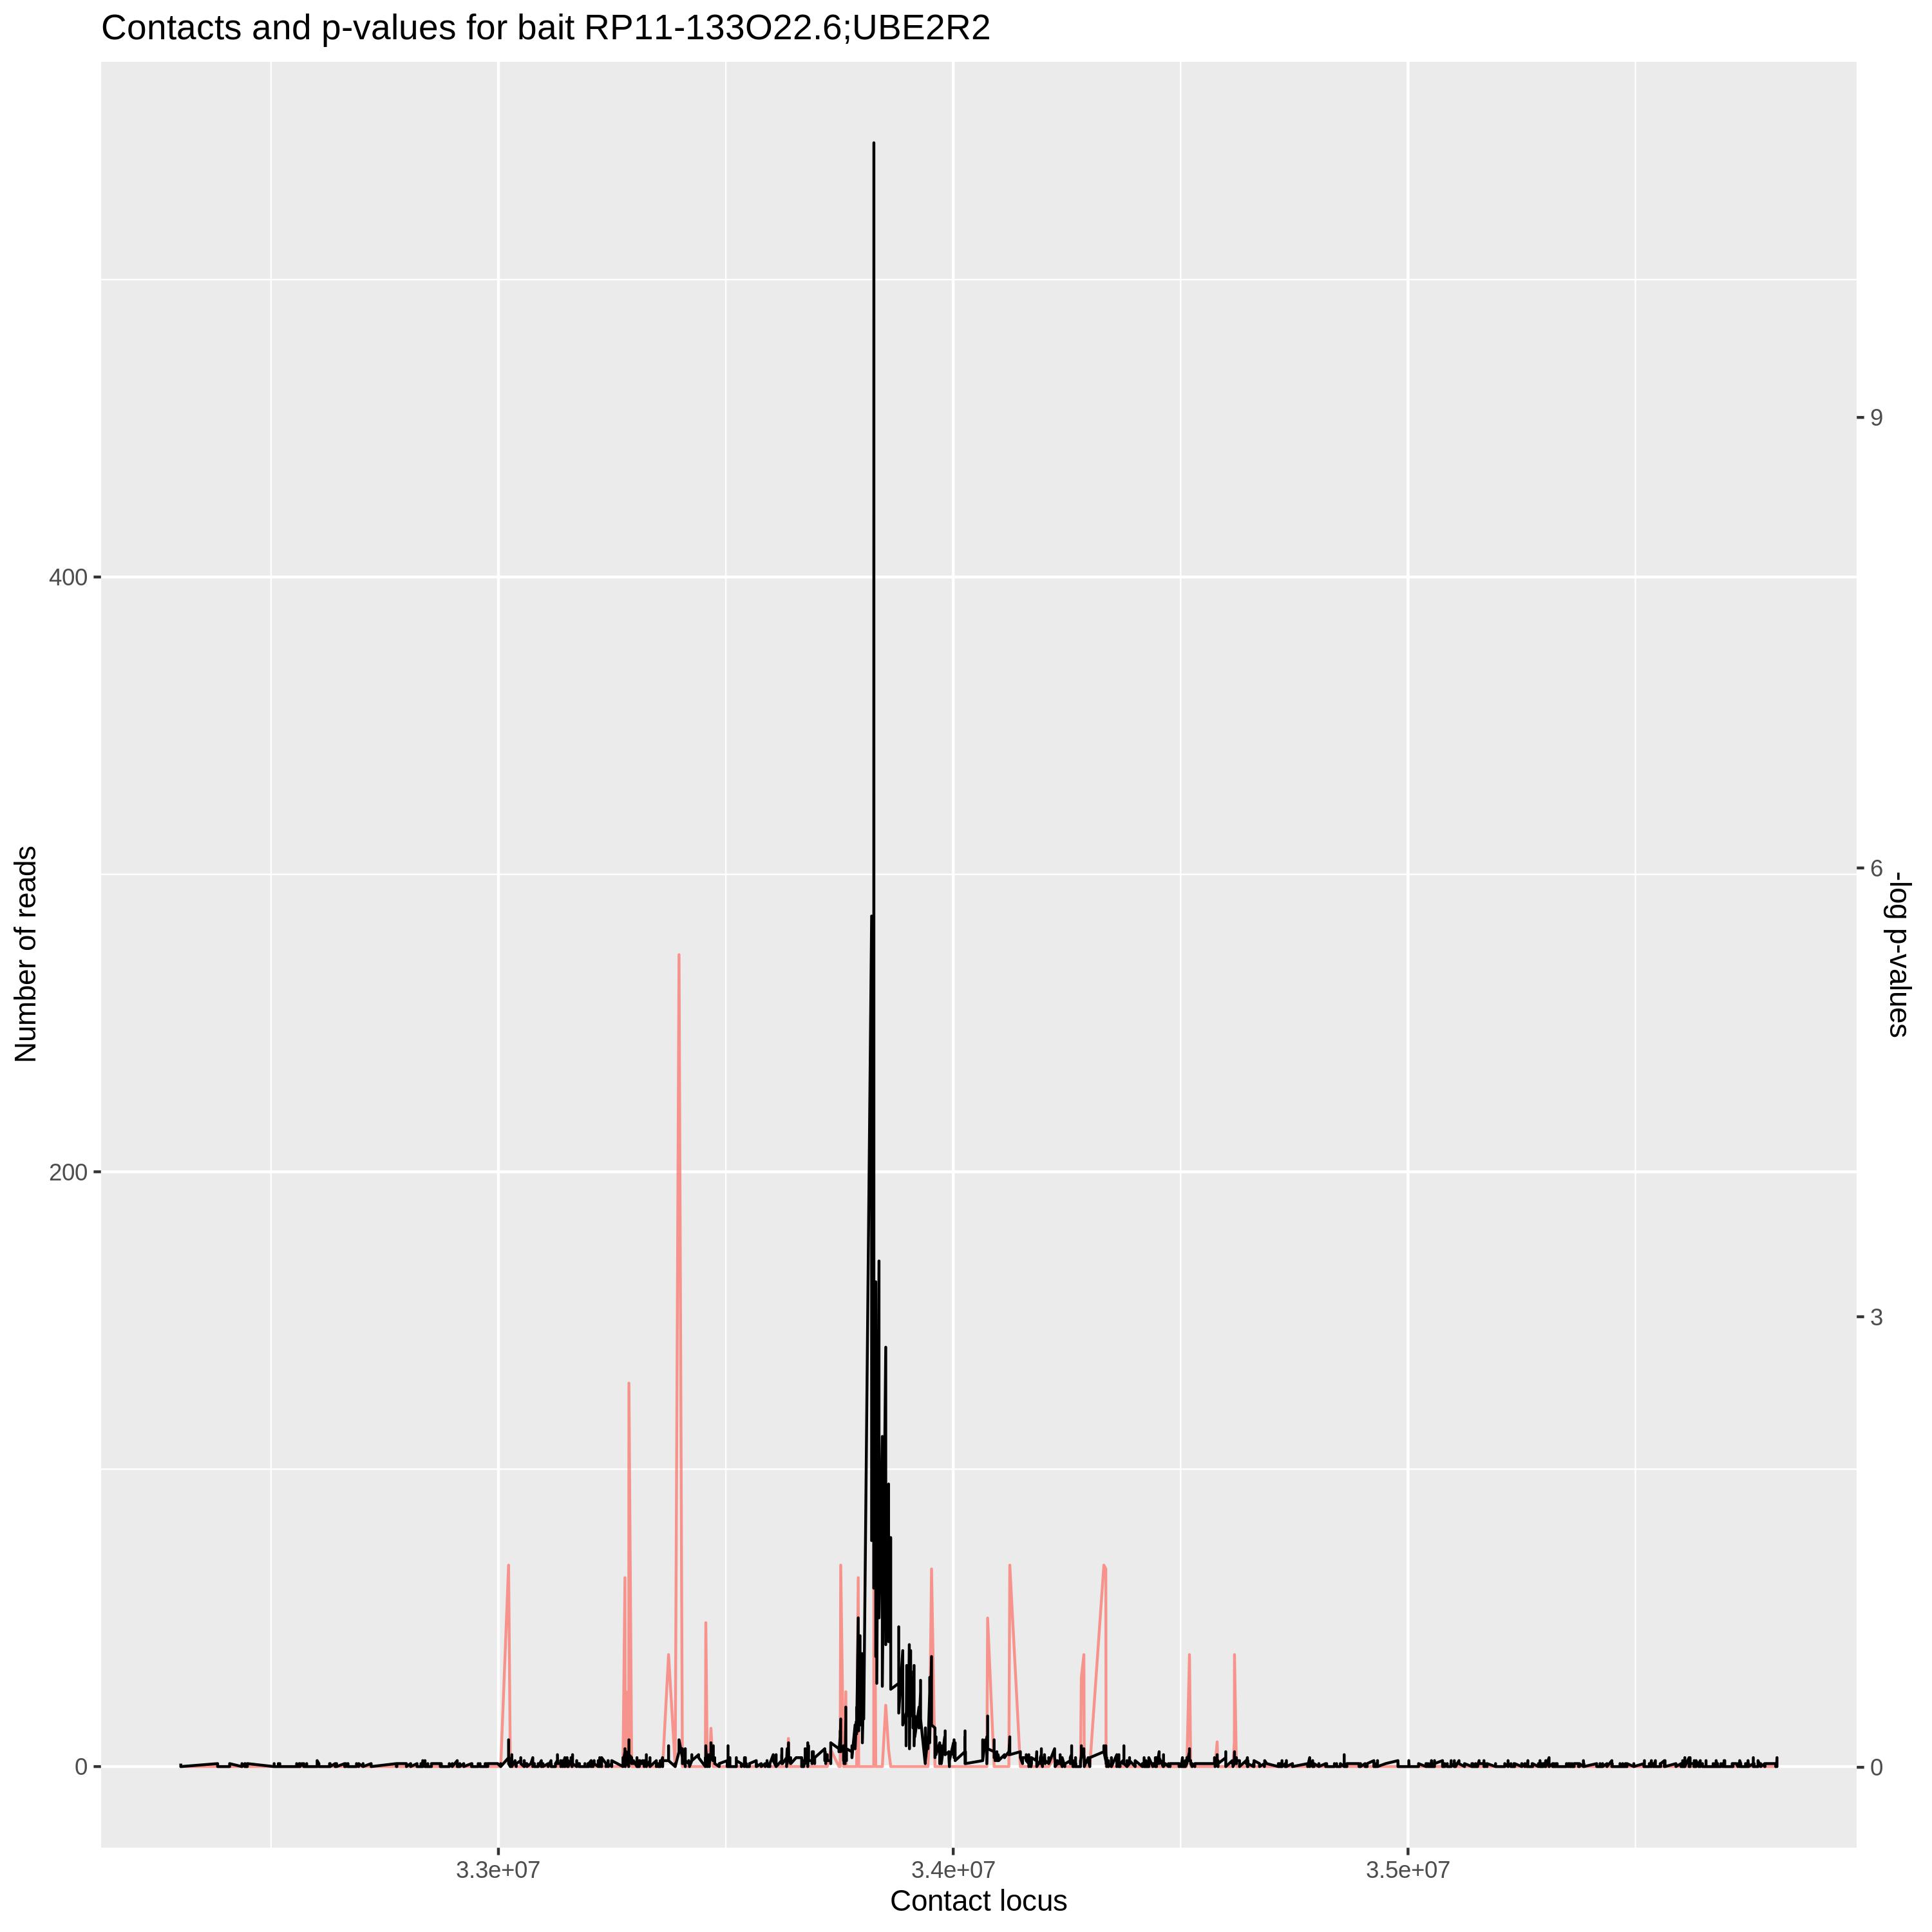 Contacts and p-values for bait RP11-133O22.6;UBE2R2
Number of reads
400
200
0
9
6
3
0
-log p-values
3.3e+07
3.4e+07
3.5e+07
Contact locus